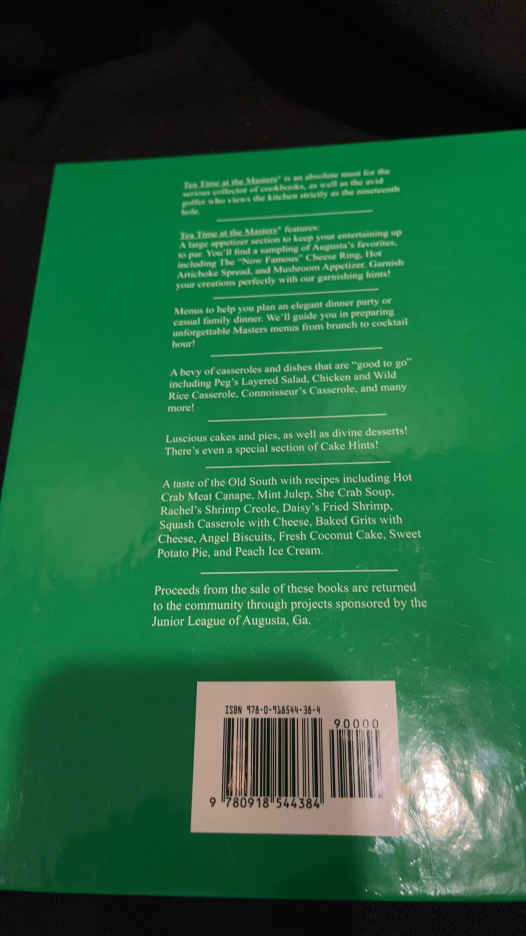 Tea Time at the Masters® is an absolute must for the
serious collector of cookbooks, as well as the avid
golfer who views the kitchen strictly as the nineteenth
hole.
Tea Time at the Masters® features:
A large appetizer section to keep your entertaining up
to par. You'll find a sampling of Augusta's favorites,
including The "Now Famous" Cheese Ring, Hot
Artichoke Spread, and Mushroom Appetizer. Garnish
your creations perfectly with our garnishing hints!
Menus to help you plan an elegant dinner party or
casual family dinner. We'll guide you in preparing
unforgettable Masters menus from brunch to cocktail
hour!
A bevy of casseroles and dishes that are "good to go"
including Peg's Layered Salad, Chicken and Wild
Rice Casserole, Connoisseur's Casserole, and many
more!
Luscious cakes and pies, as well as divine desserts!
There's even a special section of Cake Hints!
A taste of the Old South with recipes including Hot
Crab Meat Canape, Mint Julep, She Crab Soup,
Rachel's Shrimp Creole, Daisy's Fried Shrimp,
Squash Casserole with Cheese, Baked Grits with
Cheese, Angel Biscuits, Fresh Coconut Cake, Sweet
Potato Pie, and Peach Ice Cream.
Proceeds from the sale of these books are returned
to the community through projects sponsored by the
Junior League of Augusta, Ga.
ISBN 978-0-918544-38-4
90000
9 780918 544384